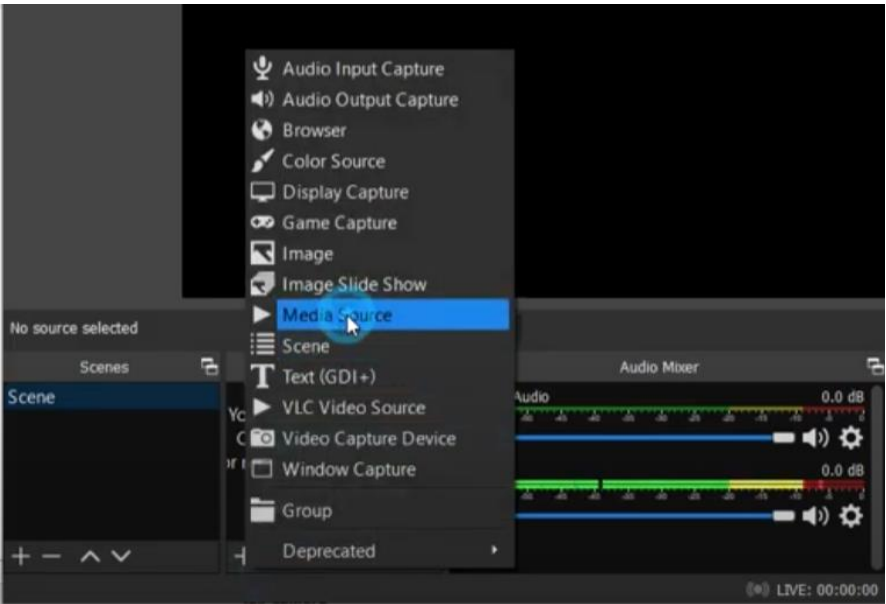 Audio Input Capture
Audio Output Capture
Browser
Color Source
Display Capture
Game Capture
Image
Image Slide Show
Media Source
Scene
Text (GDI+)
VLC Video Source
Video Capture Device
Window Capture
Group
Deprecated
No source selected
Scenes
Scene
Audio Mixer
Audio
0.0 dB
0.0 dB
LIVE: 00:00:00